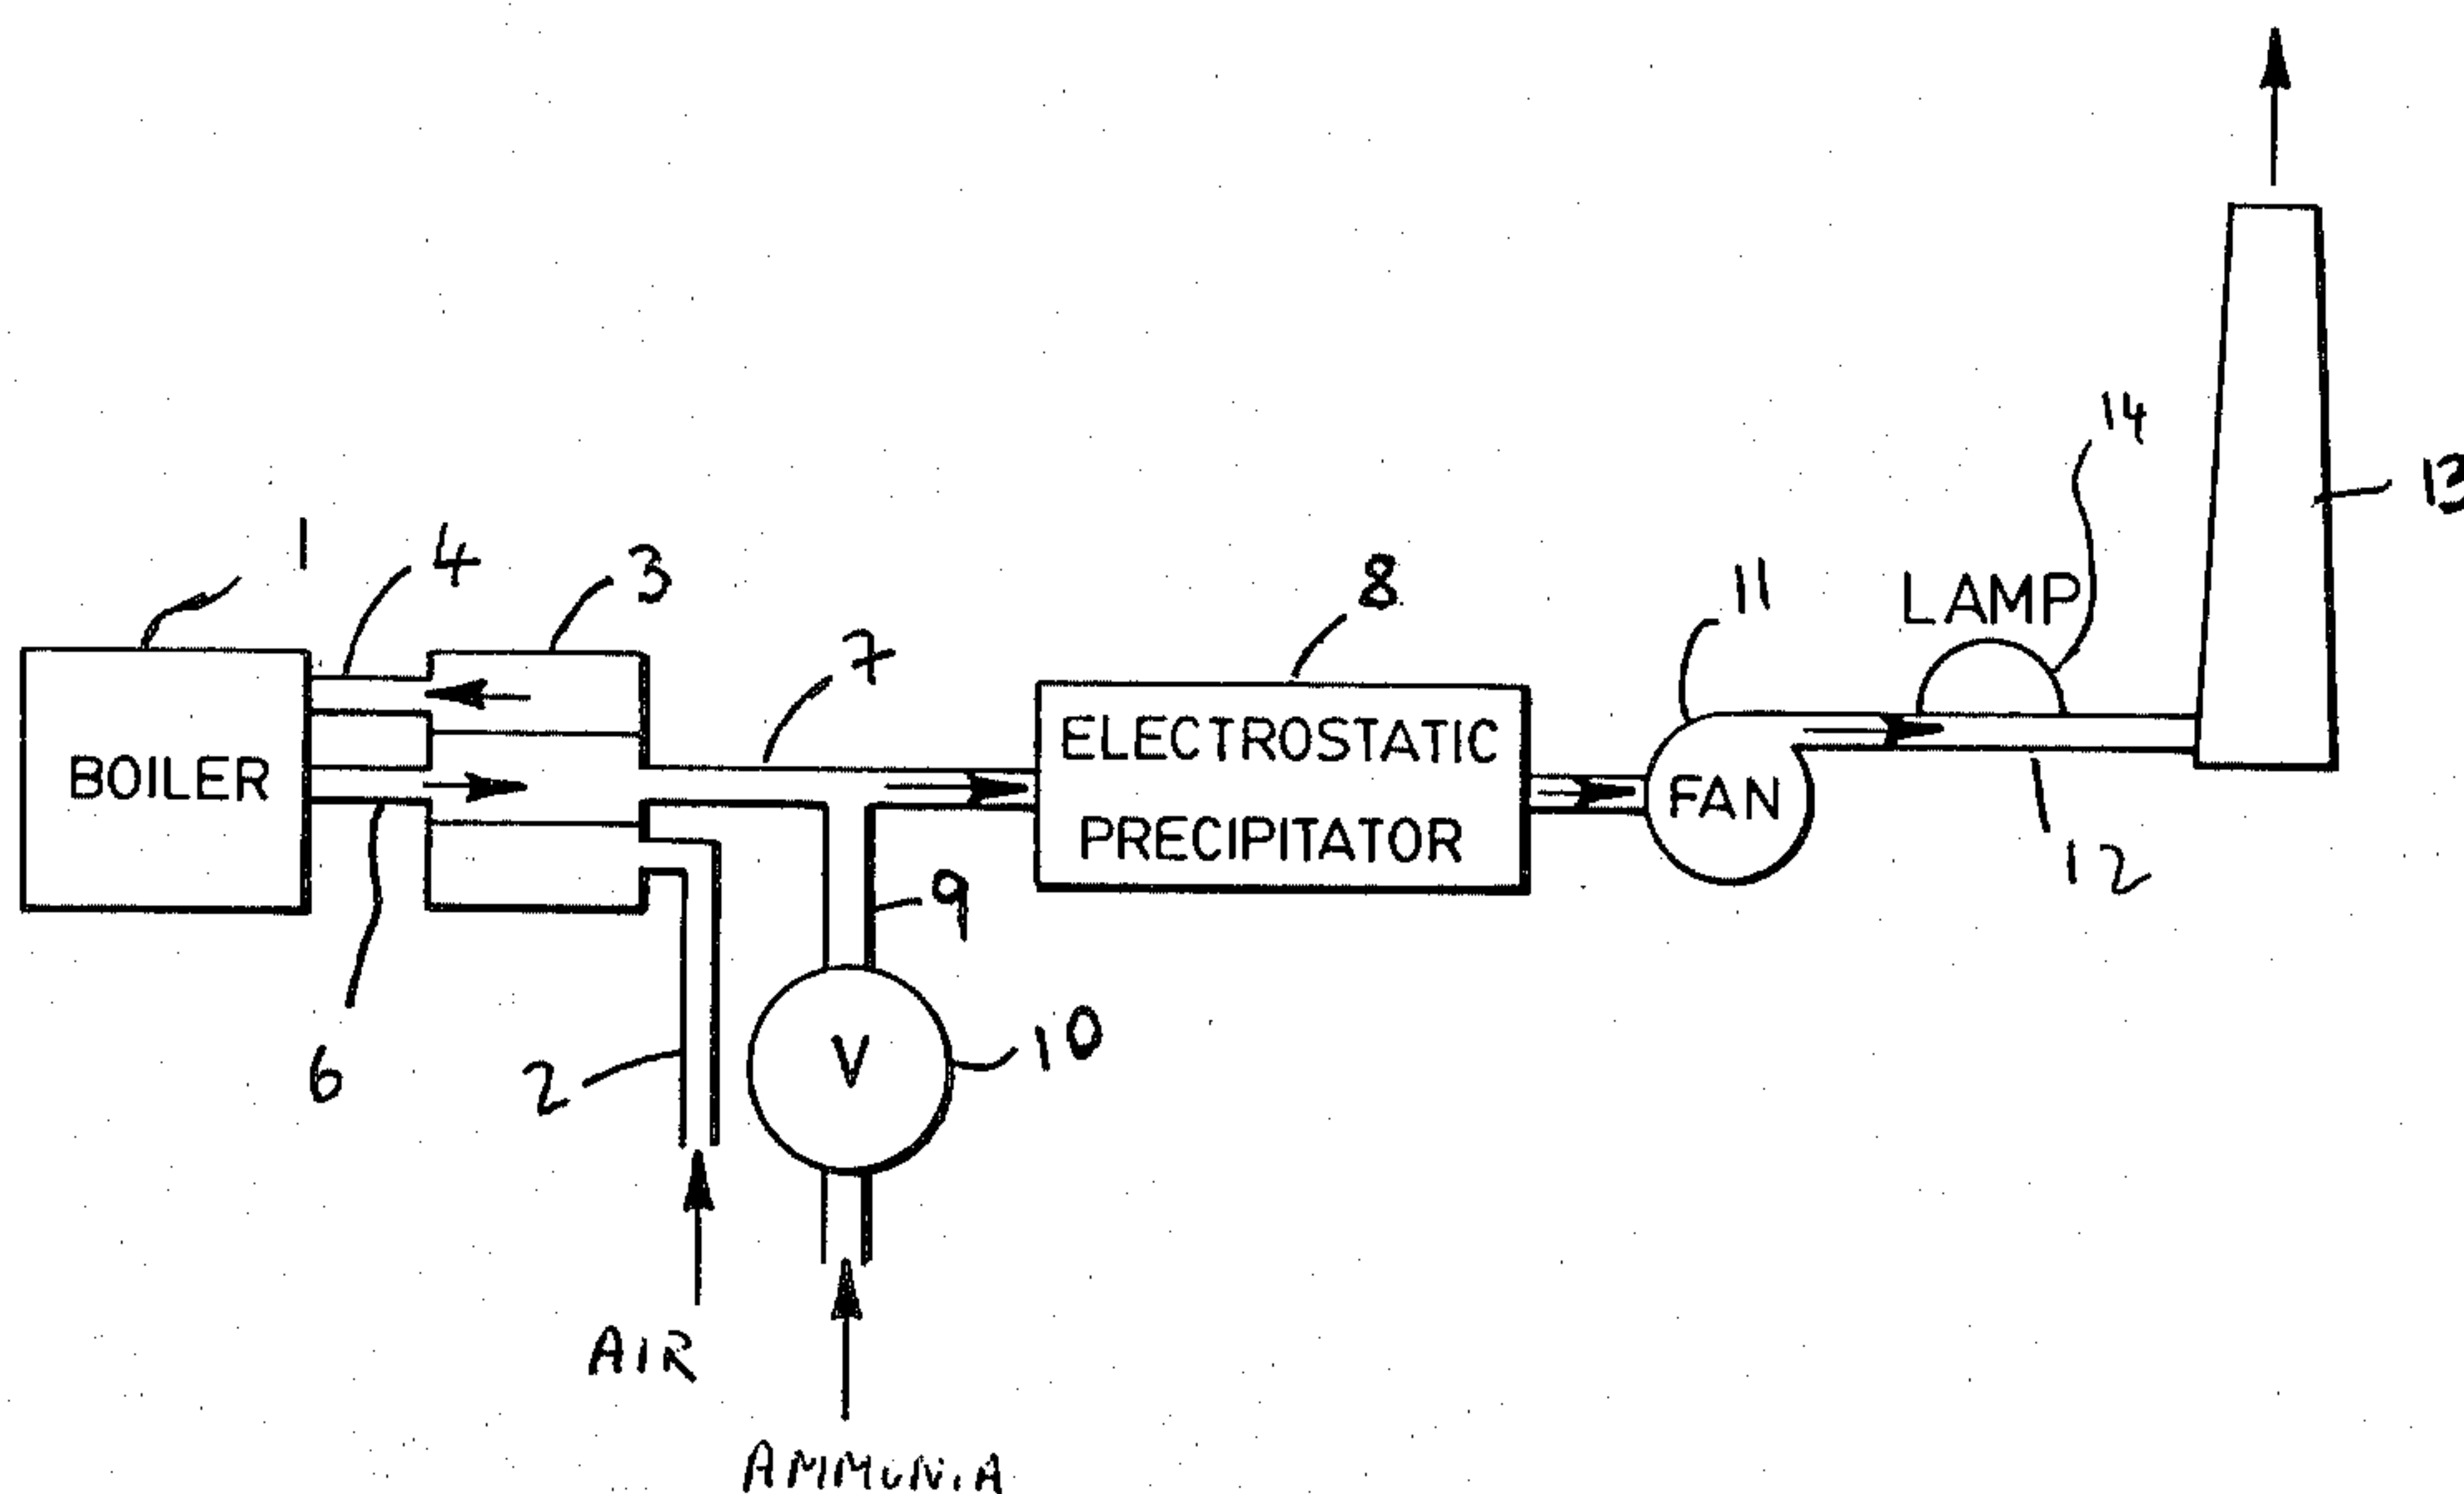 14
13
1
4
3
8
11
LAMP
7
ELECTROSTATIC
BOILER
FAN
PRECIPITATOR
12
9
10
V
6
2
AIR
AMMONIA